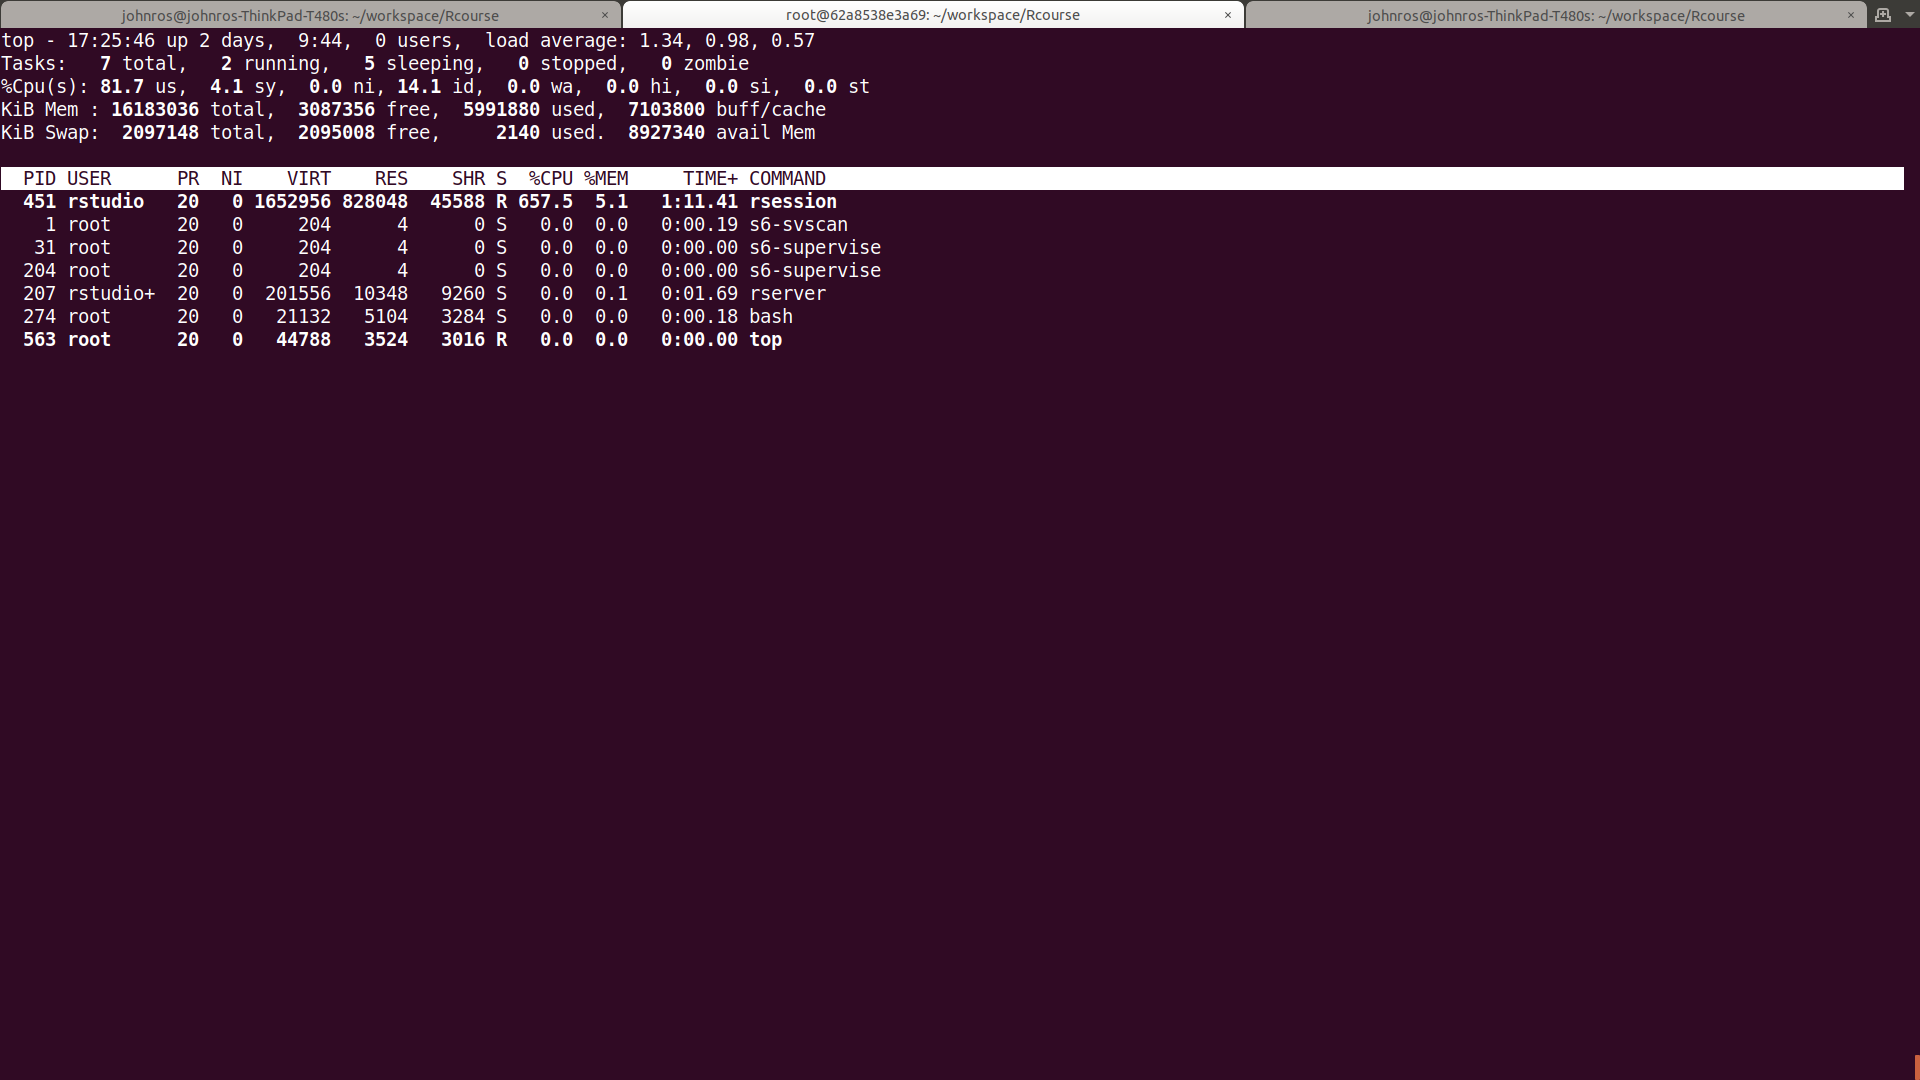 johnros@johnros-ThinkPad-T480s: ~/workspace/Rcourse × root@62a8538e3a69: ~/workspace/Rcourse × johnros@johnros-ThinkPad-T480s: ~/workspace/Rcourse ×
top - 17:25:46 up 2 days,  9:44,  0 users,  load average: 1.34, 0.98, 0.57
Tasks:   7 total,   2 running,   5 sleeping,   0 stopped,   0 zombie
%Cpu(s): 81.7 us,  4.1 sy,  0.0 ni, 14.1 id,  0.0 wa,  0.0 hi,  0.0 si,  0.0 st
KiB Mem : 16183036 total,  3087356 free,  5991880 used,  7103800 buff/cache
KiB Swap:  2097148 total,  2095008 free,     2140 used.  8927340 avail Mem
  PID USER      PR  NI    VIRT    RES    SHR S  %CPU %MEM     TIME+ COMMAND
  451 rstudio   20   0 1652956 828048  45588 R 657.5  5.1   1:11.41 rsession
    1 root      20   0     204      4      0 S   0.0  0.0   0:00.19 s6-svscan
   31 root      20   0     204      4      0 S   0.0  0.0   0:00.00 s6-supervise
  204 root      20   0     204      4      0 S   0.0  0.0   0:00.00 s6-supervise
  207 rstudio+  20   0  201556  10348   9260 S   0.0  0.1   0:01.69 rserver
  274 root      20   0   21132   5104   3284 S   0.0  0.0   0:00.18 bash
  563 root      20   0   44788   3524   3016 R   0.0  0.0   0:00.00 top